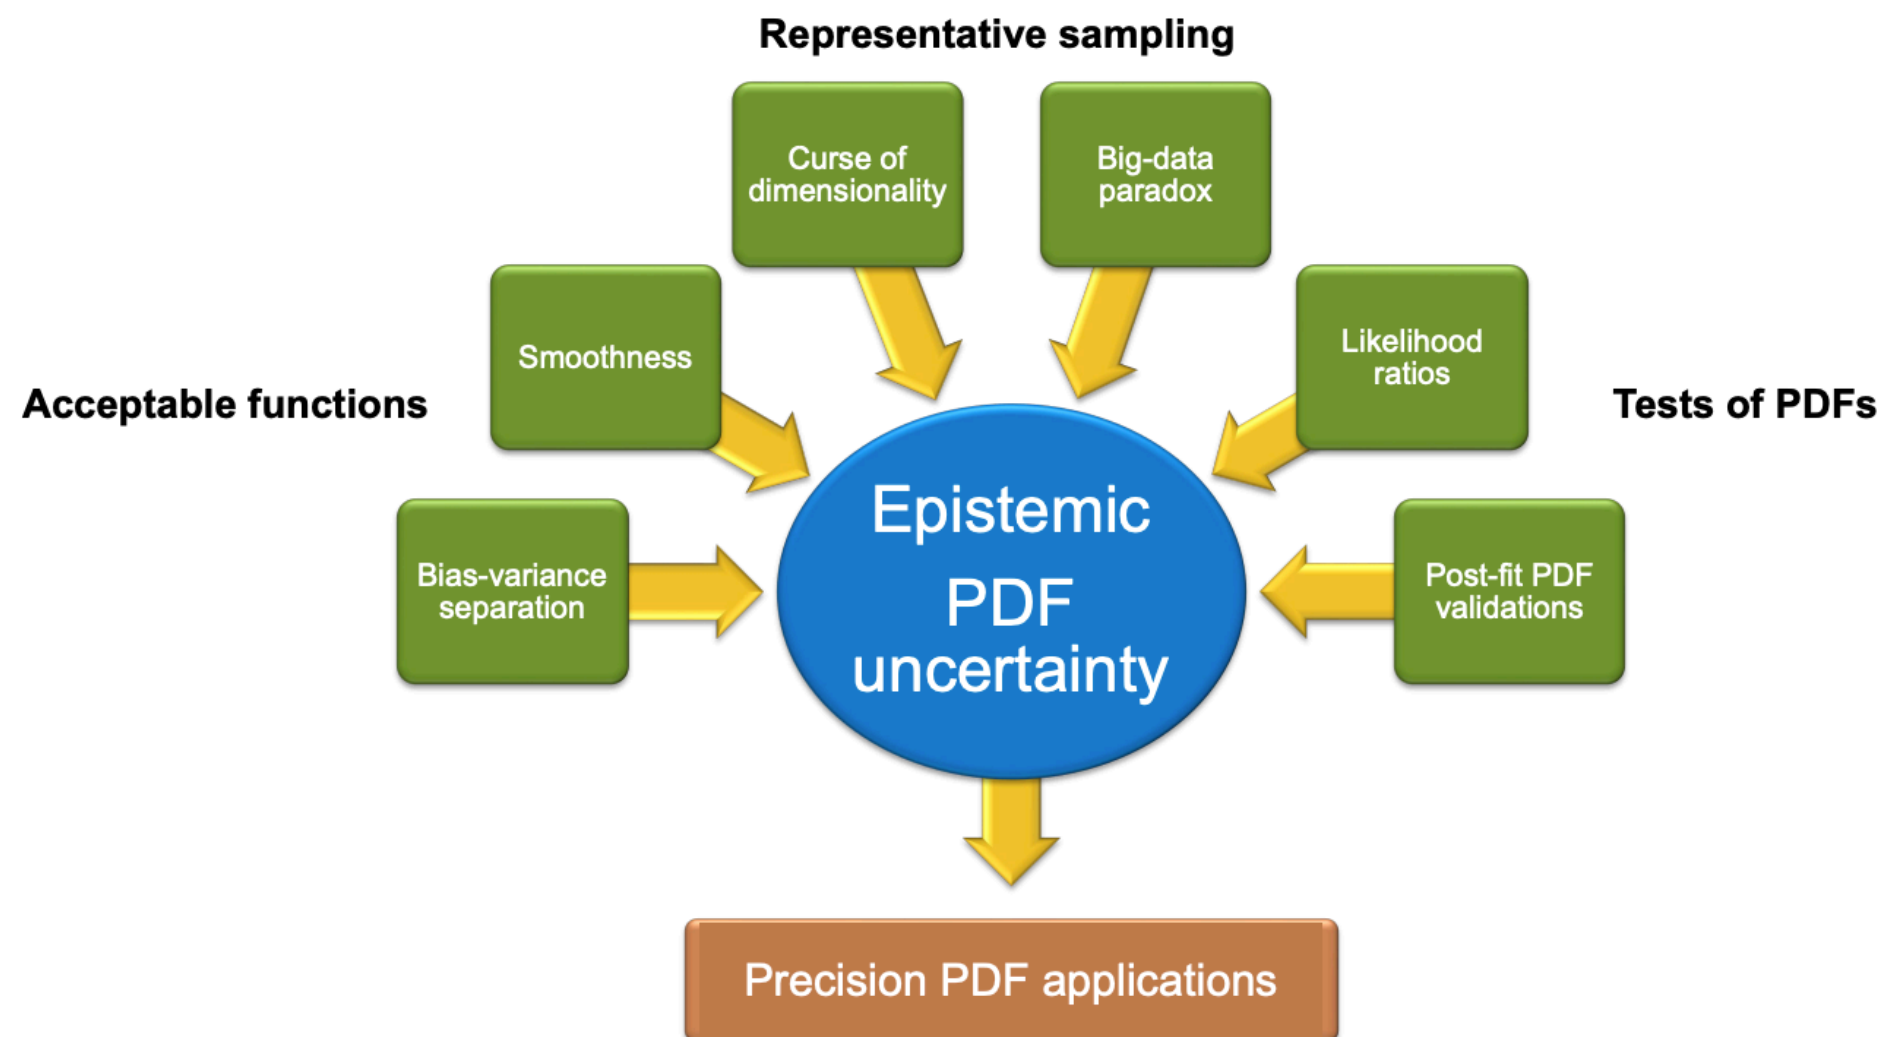 Representative sampling
Curse of
dimensionality
Big-data
paradox
Smoothness
Likelihood
ratios
Acceptable functions
Tests of PDFs
Bias-variance
separation
Epistemic
PDF
uncertainty
Post-fit PDF
validations
Precision PDF applications